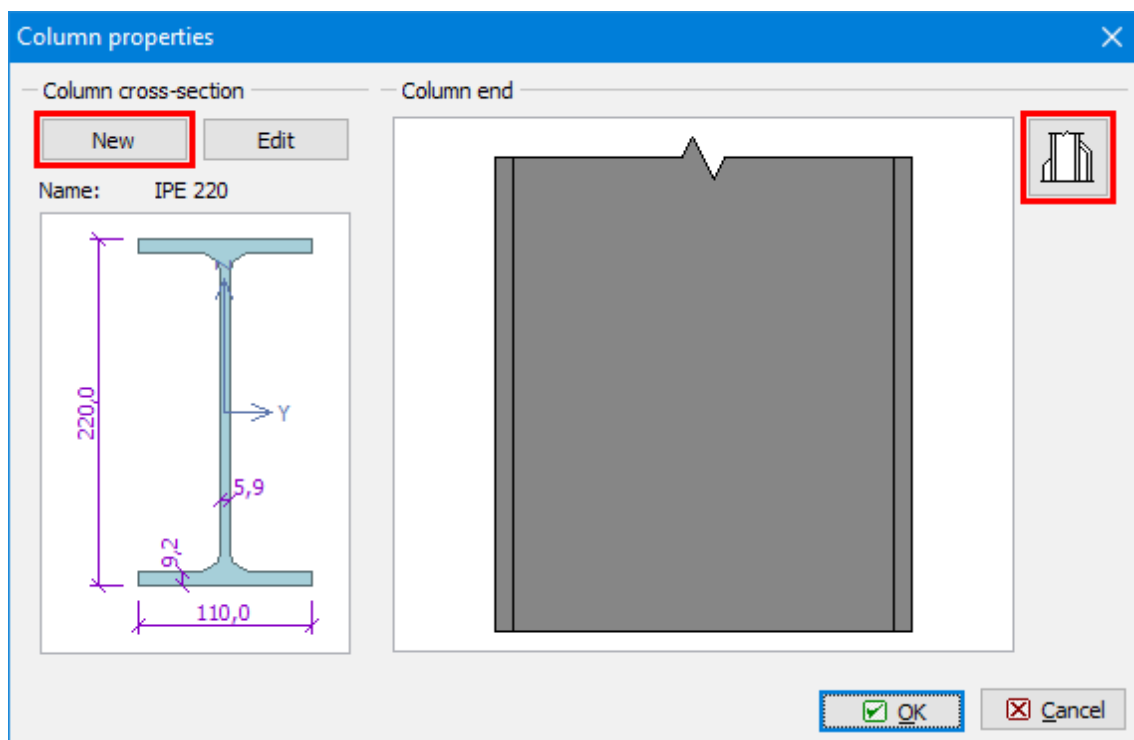 Column properties
Column cross-section
Column end
New
Edit
Name: IPE 220
220,0
Y
5,9
9,2
110,0
OK
Cancel